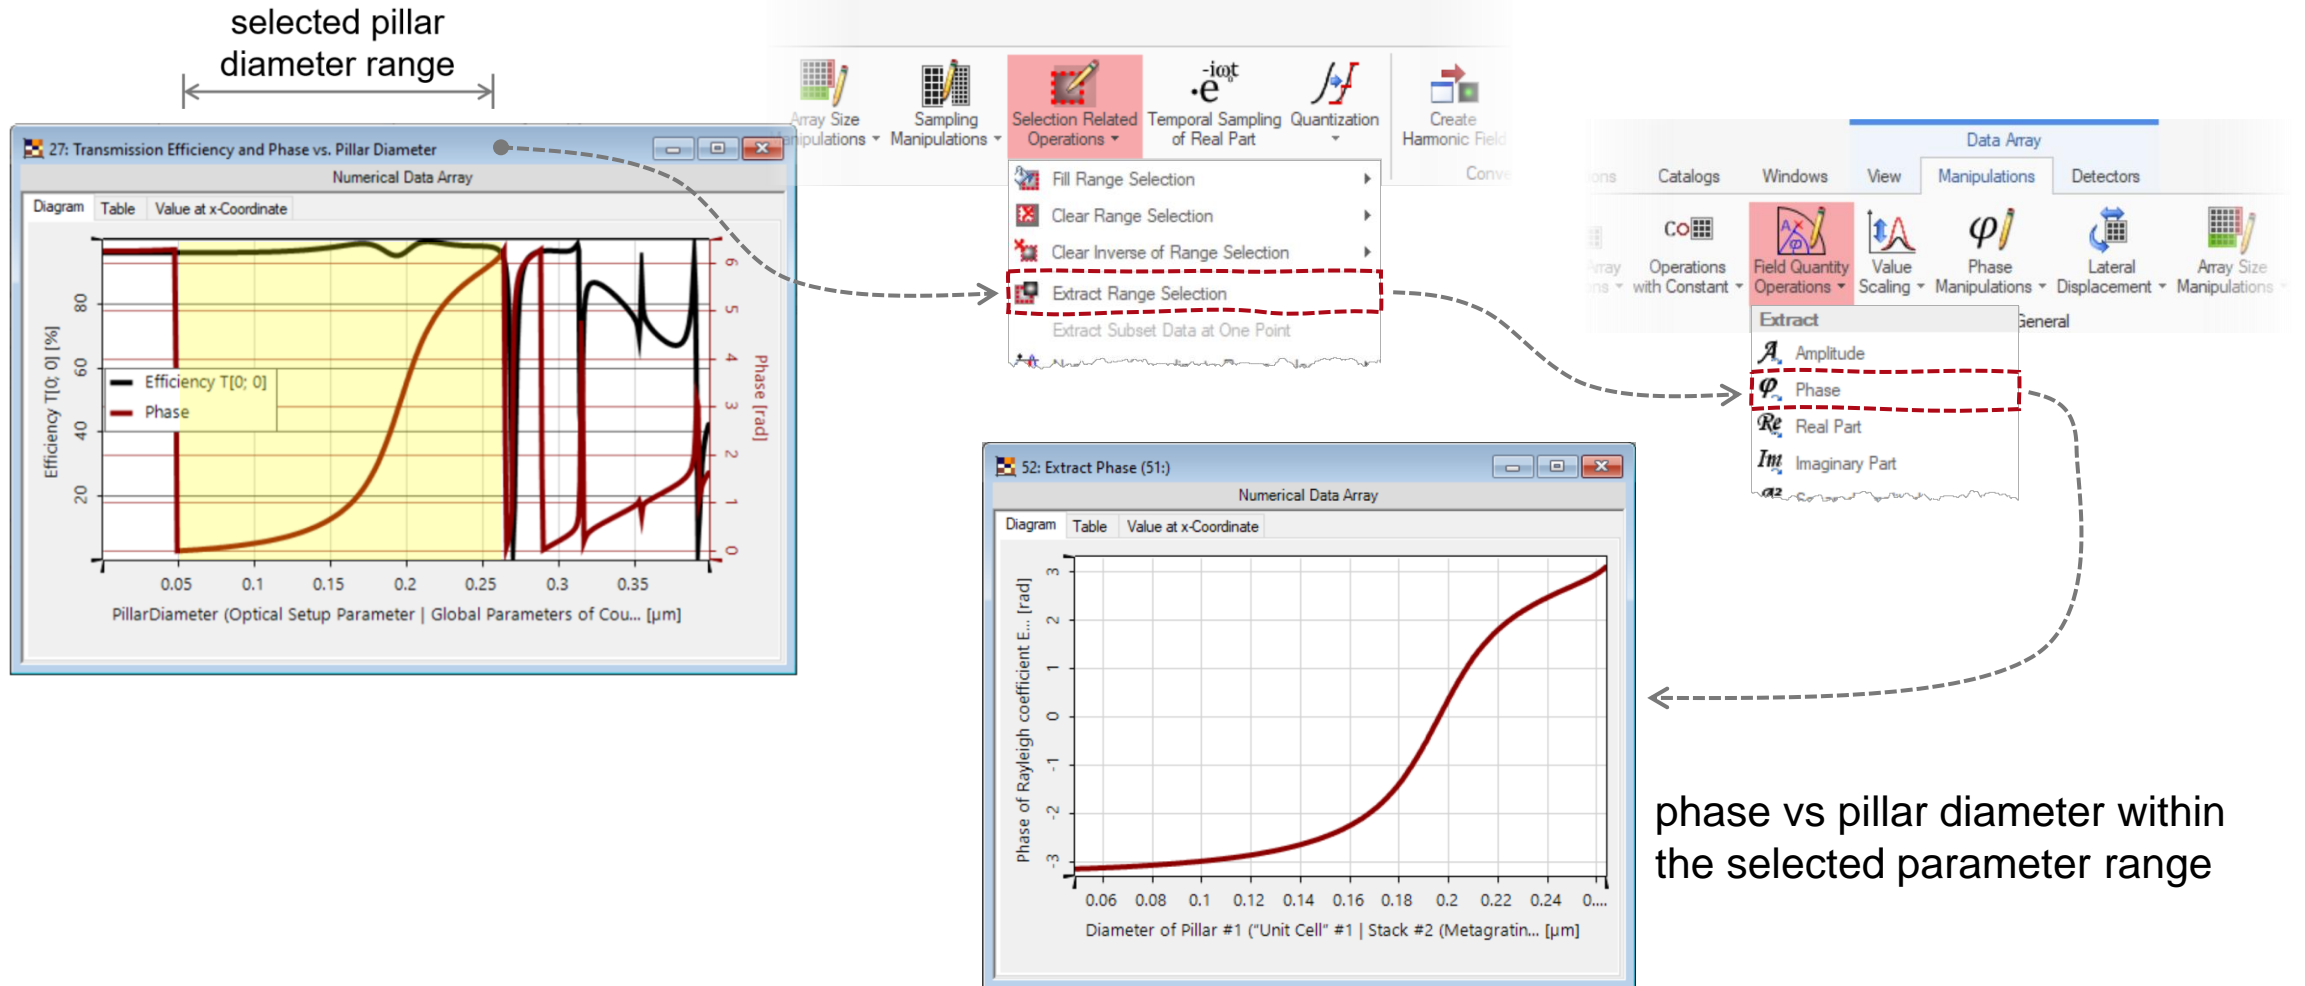 selected pillar
diameter range
27: Transmission Efficiency and Phase vs. Pillar Diameter
Numerical Data Array
Diagram Table Value at x-Coordinate
Efficiency T[0; 0] [%]
20 40 60 80
Efficiency T[0; 0]
Phase
Phase [rad]
0 1 2 3 4 5 6
0.05 0.1 0.15 0.2 0.25 0.3 0.35
PillarDiameter (Optical Setup Parameter | Global Parameters of Cou... [µm]
Array Size
Manipulations
Sampling
Manipulations
Selection Related
Operations
-iωt
·e
Temporal Sampling
of Real Part
Quantization
Create
Harmonic Field
Fill Range Selection
Clear Range Selection
Clear Inverse of Range Selection
Extract Range Selection
Extract Subset Data at One Point
Data Array
Catalogs Windows View Manipulations Detectors
Operations
with Constant
Field Quantity
Operations
Value
Scaling
Phase
Manipulations
Lateral
Displacement
Array Size
Manipulations
General
Extract
Amplitude
Phase
Real Part
Imaginary Part
52: Extract Phase (51:)
Numerical Data Array
Diagram Table Value at x-Coordinate
Phase of Rayleigh coefficient E... [rad]
-3 -2 -1 0 1 2 3
0.06 0.08 0.1 0.12 0.14 0.16 0.18 0.2 0.22 0.24 0....
Diameter of Pillar #1 ("Unit Cell" #1 | Stack #2 (Metagratin... [µm]
phase vs pillar diameter within
the selected parameter range